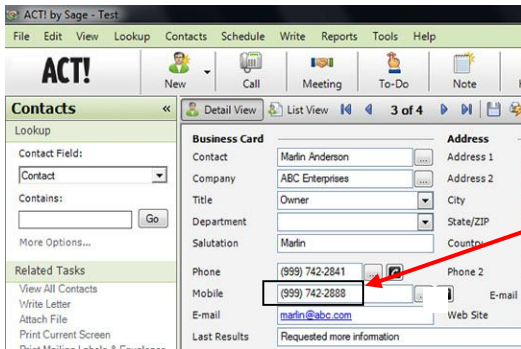 ACT! by Sage - Test
File Edit View Lookup Contacts Schedule Write Reports Tools Help
ACT!
New Call Meeting To-Do Note
Contacts «
Detail View List View 3 of 4
Lookup
Contact Field:
Contact
Contains:
Go
More Options...
Related Tasks
View All Contacts
Write Letter
Attach File
Print Current Screen
Print Mailing Labels & Envelopes
Business Card
Contact Marlin Anderson ...
Company ABC Enterprises ...
Title Owner
Department
Salutation Marlin
Phone (999) 742-2841 ...
Mobile (999) 742-2888
E-mail marlin@abc.com
Last Results Requested more information
Address
Address 1
Address 2
City
State/ZIP
Country
Phone 2
E-mail
Web Site